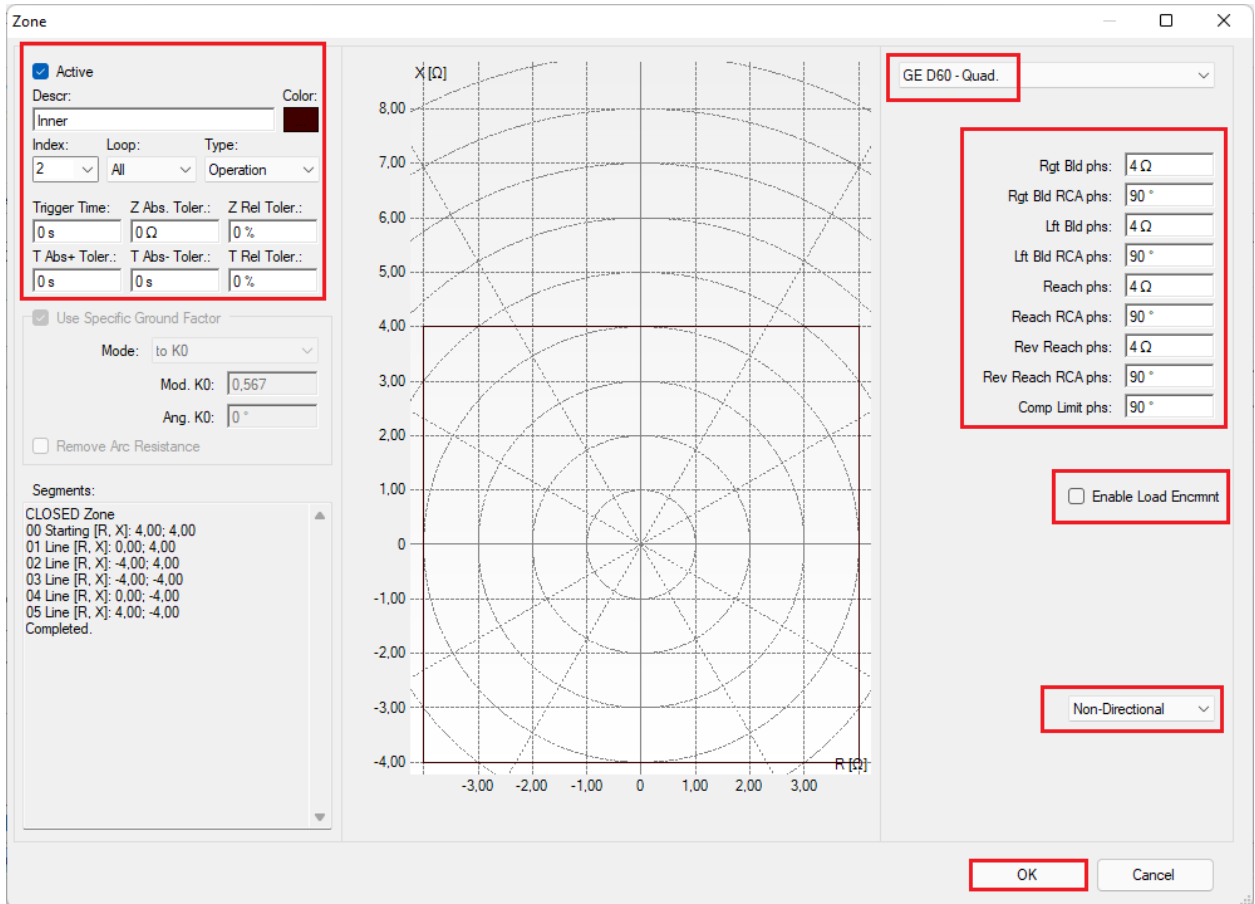 Zone
Active
Descr: Color:
Inner
Index: Loop: Type:
2 All Operation
Trigger Time: Z Abs. Toler.: Z Rel Toler.:
0 s 0 Ω 0 %
T Abs+ Toler.: T Abs- Toler.: T Rel Toler.:
0 s 0 s 0 %
Use Specific Ground Factor
Mode: to K0
Mod. K0: 0,567
Ang. K0: 0 °
Remove Arc Resistance
Segments:
CLOSED Zone
00 Starting [R, X]: 4,00; 4,00
01 Line [R, X]: 0,00; 4,00
02 Line [R, X]: -4,00; 4,00
03 Line [R, X]: -4,00; -4,00
04 Line [R, X]: 0,00; -4,00
05 Line [R, X]: 4,00; -4,00
Completed.
X [Ω]
8,00
7,00
6,00
5,00
4,00
3,00
2,00
1,00
0
-1,00
-2,00
-3,00
-4,00
R [Ω]
-3,00 -2,00 -1,00 0 1,00 2,00 3,00
GE D60 - Quad.
Rgt Bld phs: 4 Ω
Rgt Bld RCA phs: 90 °
Lft Bld phs: 4 Ω
Lft Bld RCA phs: 90 °
Reach phs: 4 Ω
Reach RCA phs: 90 °
Rev Reach phs: 4 Ω
Rev Reach RCA phs: 90 °
Comp Limit phs: 90 °
Enable Load Encrmnt
Non-Directional
OK Cancel